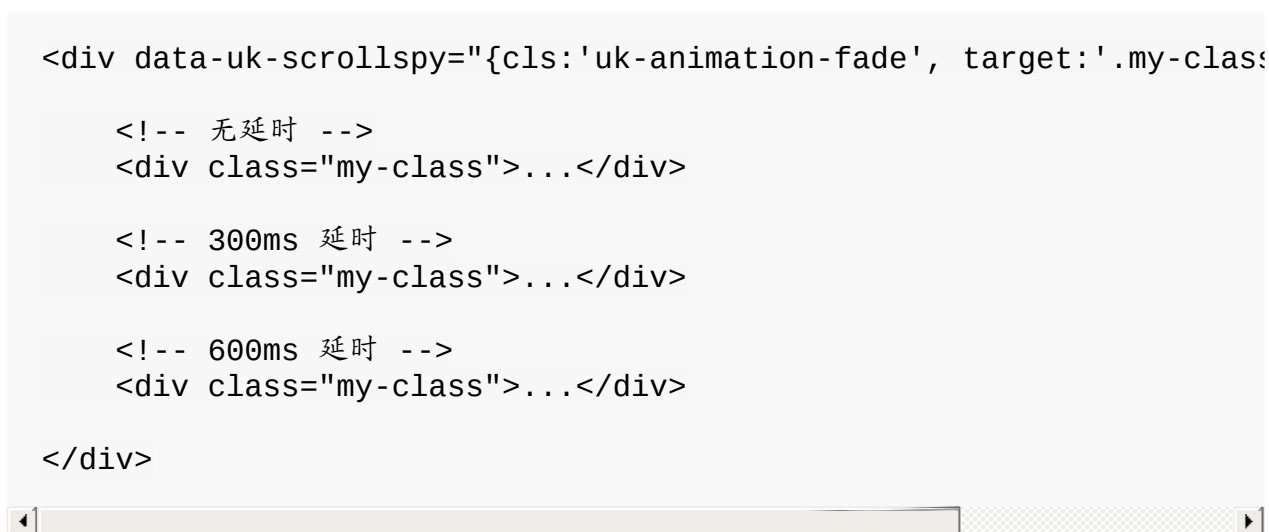 <div data-uk-scrollspy="{cls:'uk-animation-fade', target:'.my-clas
<!-- 无延时 -->
<div class="my-class">...</div>
<!-- 300ms 延时 -->
<div class="my-class">...</div>
<!-- 600ms 延时 -->
<div class="my-class">...</div>
</div>